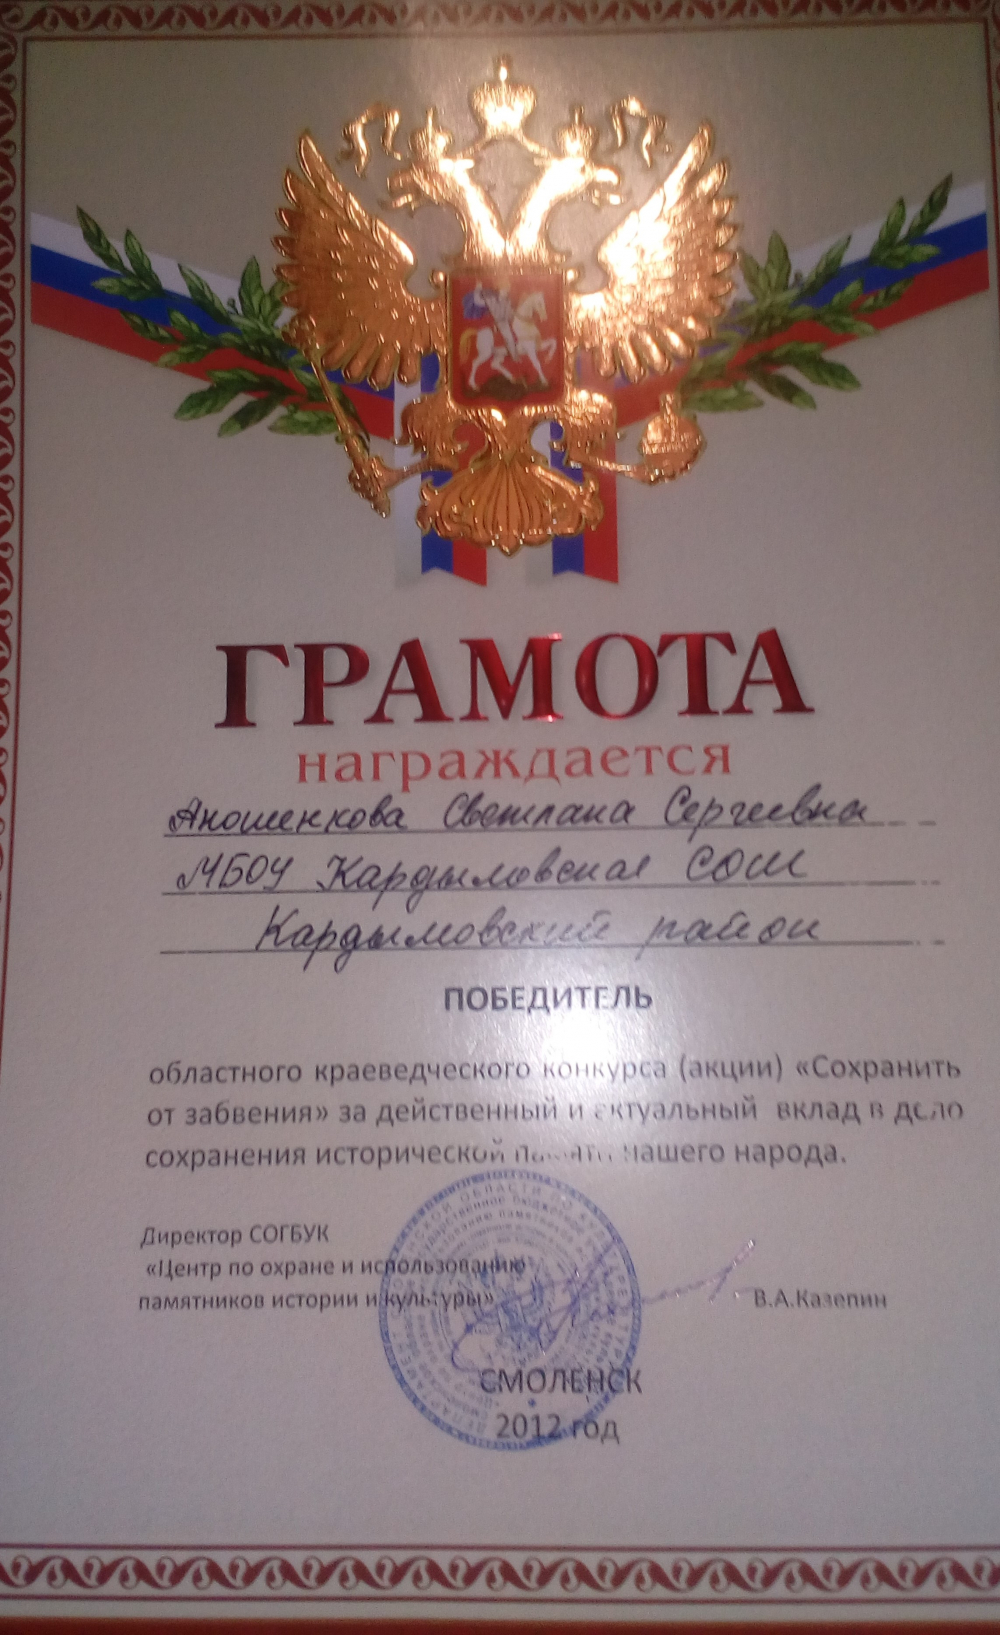 ГРАМОТА
награждается
Аношенкова Светлана Сергеевна
МБОУ Кардымовская СОШ
Кардымовский район
ПОБЕДИТЕЛЬ
областного краеведческого конкурса (акции) «Сохранить
от забвения» за действенный и актуальный вклад в дело
сохранения исторической памяти нашего народа.
Директор СОГБУК
«Центр по охране и использованию
памятников истории и культуры»
В.А.Казепин
СМОЛЕНСК
2012 год